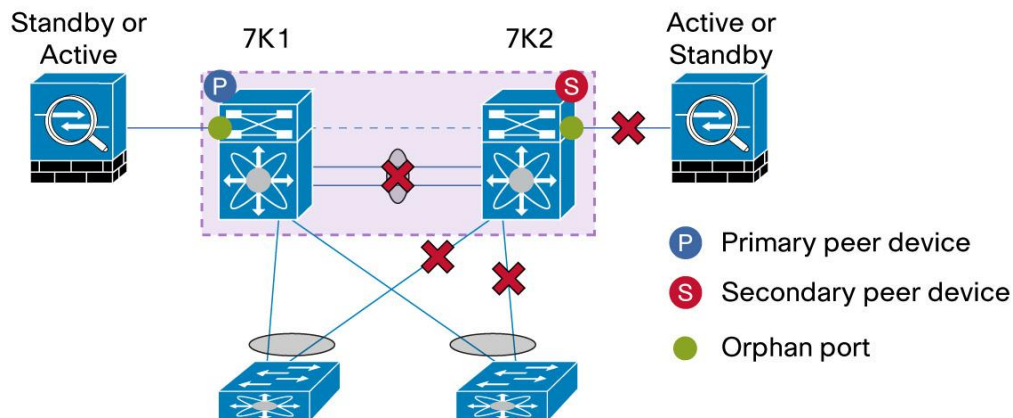 Standby or
Active
7K1
7K2
Active or
Standby
P
S
P Primary peer device
S Secondary peer device
Orphan port